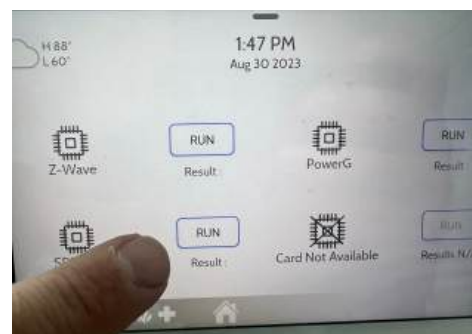 H 88°
L 60°
1:47 PM
Aug 30 2023
Z-Wave
RUN
Result :
PowerG
RUN
Result :
RUN
Result :
Card Not Available
RUN
Results N/